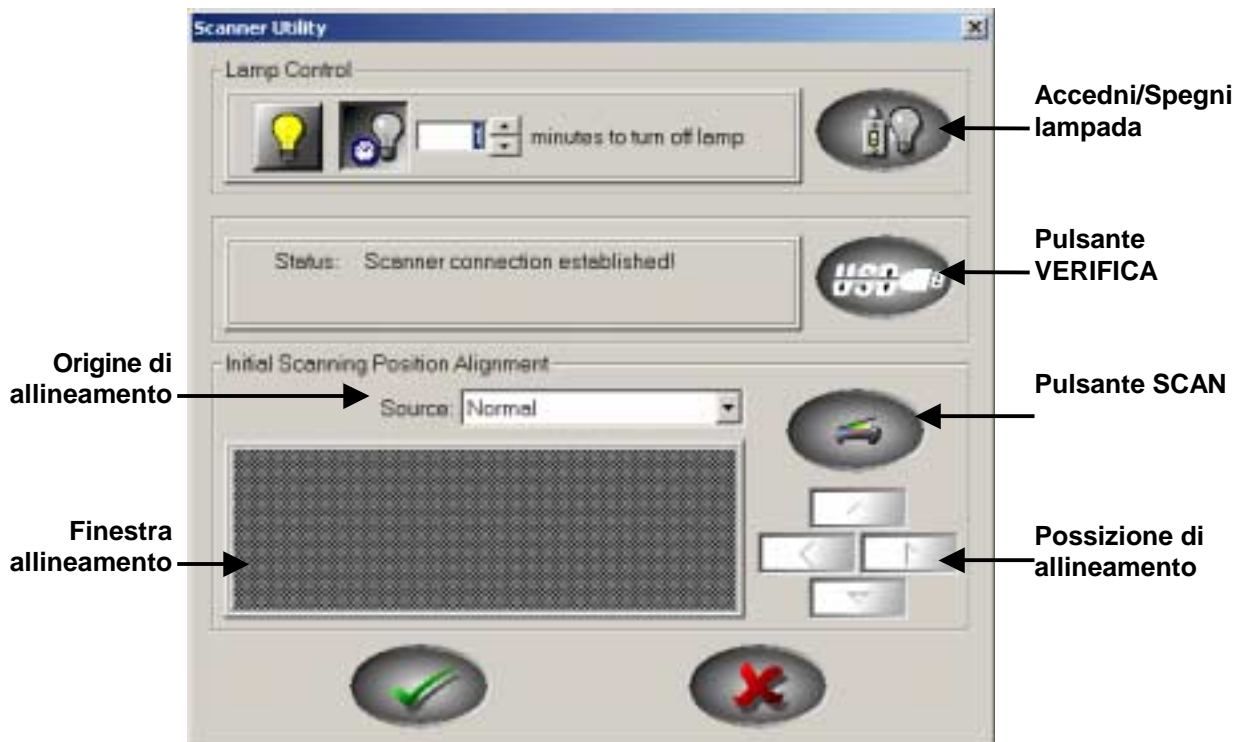 Scanner Utility
Lamp Control
minutes to turn off lamp
Accedni/Spegni
lampada
Status: Scanner connection established!
USB
Pulsante
VERIFICA
Initial Scanning Position Alignment
Origine di
allineamento
Source: Normal
Pulsante SCAN
Finestra
allineamento
Possizione di
allineamento